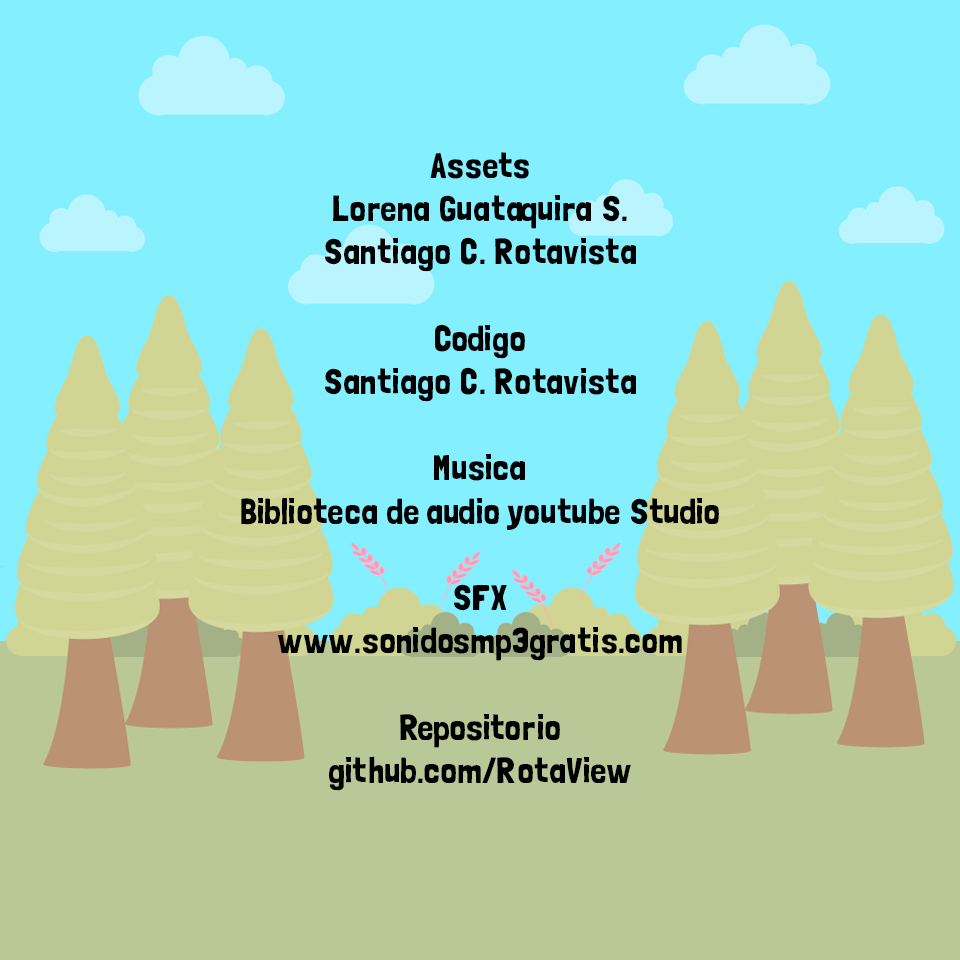 Assets
Lorena Guataquira S.
Santiago C. Rotavista
Codigo
Santiago C. Rotavista
Musica
Biblioteca de audio youtube Studio
SFX
www.sonidosmp3gratis.com
Repositorio
github.com/RotaView